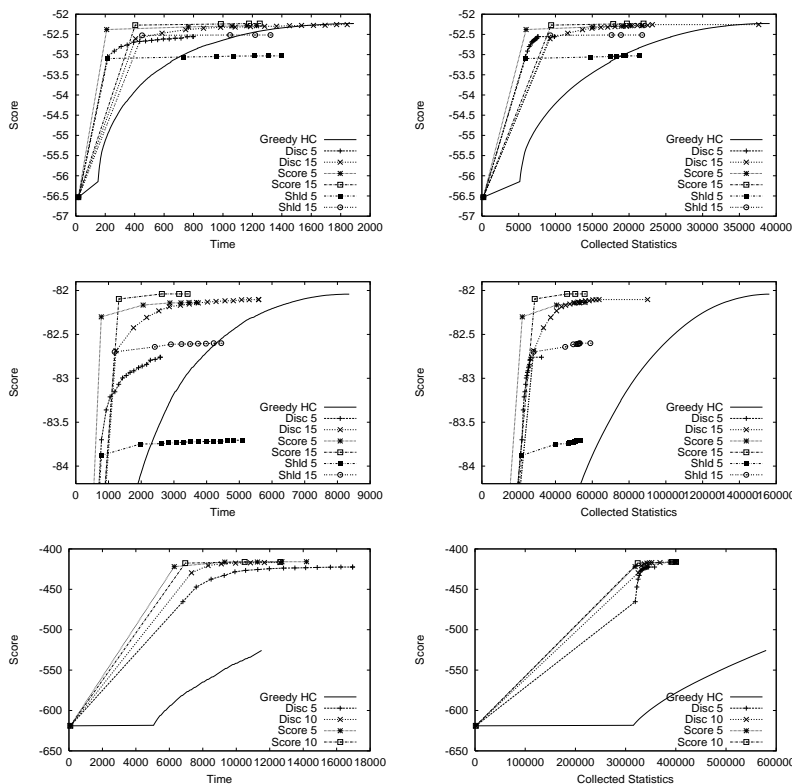 -52
-52.5
-53
-53.5
-54
-54.5
-55
-55.5
-56
-56.5
-57
0 200 400 600 800 1000 1200 1400 1600 1800 2000
Score
Time
Greedy HC
Disc 5
Disc 15
Score 5
Score 15
Shld 5
Shld 15
-52
-52.5
-53
-53.5
-54
-54.5
-55
-55.5
-56
-56.5
-57
0 5000 10000 15000 20000 25000 30000 35000 40000
Score
Collected Statistics
Greedy HC
Disc 5
Disc 15
Score 5
Score 15
Shld 5
Shld 15
-82
-82.5
-83
-83.5
-84
0 1000 2000 3000 4000 5000 6000 7000 8000 9000
Score
Time
Greedy HC
Disc 5
Disc 15
Score 5
Score 15
Shld 5
Shld 15
-82
-82.5
-83
-83.5
-84
0 20000 40000 60000 80000 100000120000140000160000
Score
Collected Statistics
Greedy HC
Disc 5
Disc 15
Score 5
Score 15
Shld 5
Shld 15
-400
-450
-500
-550
-600
-650
0 2000 4000 6000 8000 10000 12000 14000 16000 18000
Score
Time
Greedy HC
Disc 5
Disc 10
Score 5
Score 10
-400
-450
-500
-550
-600
-650
0 100000 200000 300000 400000 500000 600000
Score
Collected Statistics
Greedy HC
Disc 5
Disc 10
Score 5
Score 10